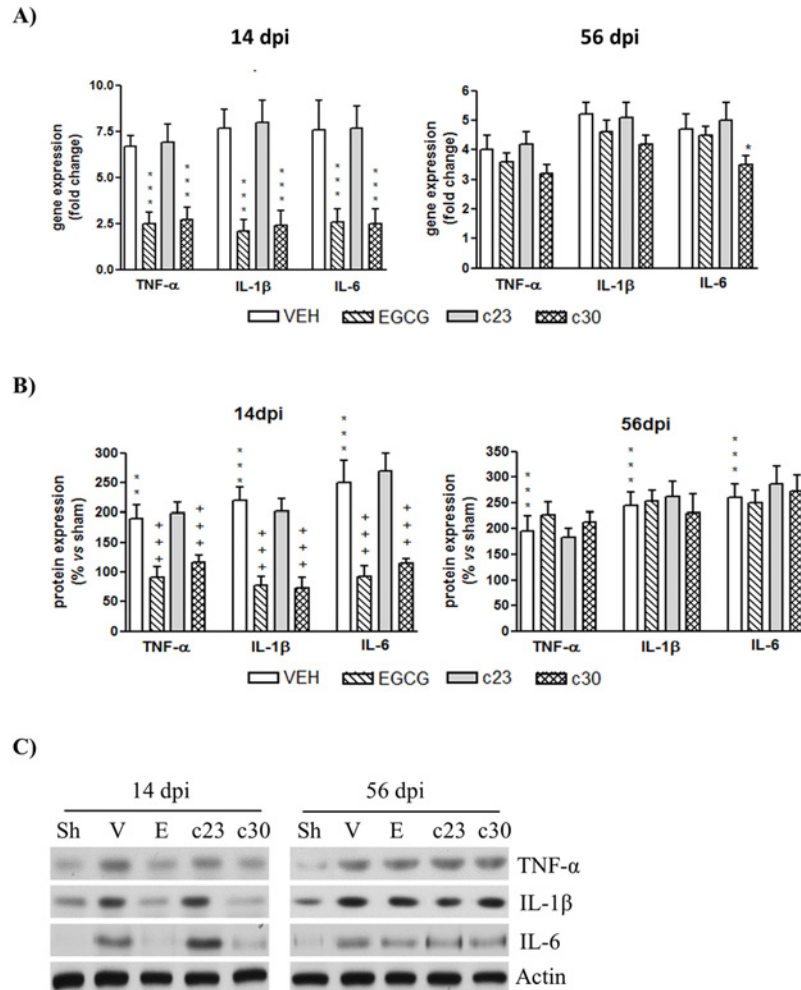 A)
14 dpi
56 dpi
gene expression
(fold change)
10.0
7.5
5.0
2.5
0.0
* * *
* * *
* * *
* * *
* * *
* * *
TNF-α IL-1β IL-6
gene expression
(fold change)
6
5
4
3
2
1
0
*
TNF-α IL-1β IL-6
VEH EGCG c23 c30
B)
14dpi
56dpi
protein expression
(% vs sham)
300
250
200
150
100
50
0
* *
+++
+++
* * *
+++
+++
* * *
+++
+++
TNF-α IL-1β IL-6
protein expression
(% vs sham)
350
300
250
200
150
100
50
0
* * *
* * *
* * *
TNF-α IL-1β IL-6
VEH EGCG c23 c30
C)
14 dpi
56 dpi
Sh V E c23 c30
Sh V E c23 c30
TNF-α
IL-1β
IL-6
Actin